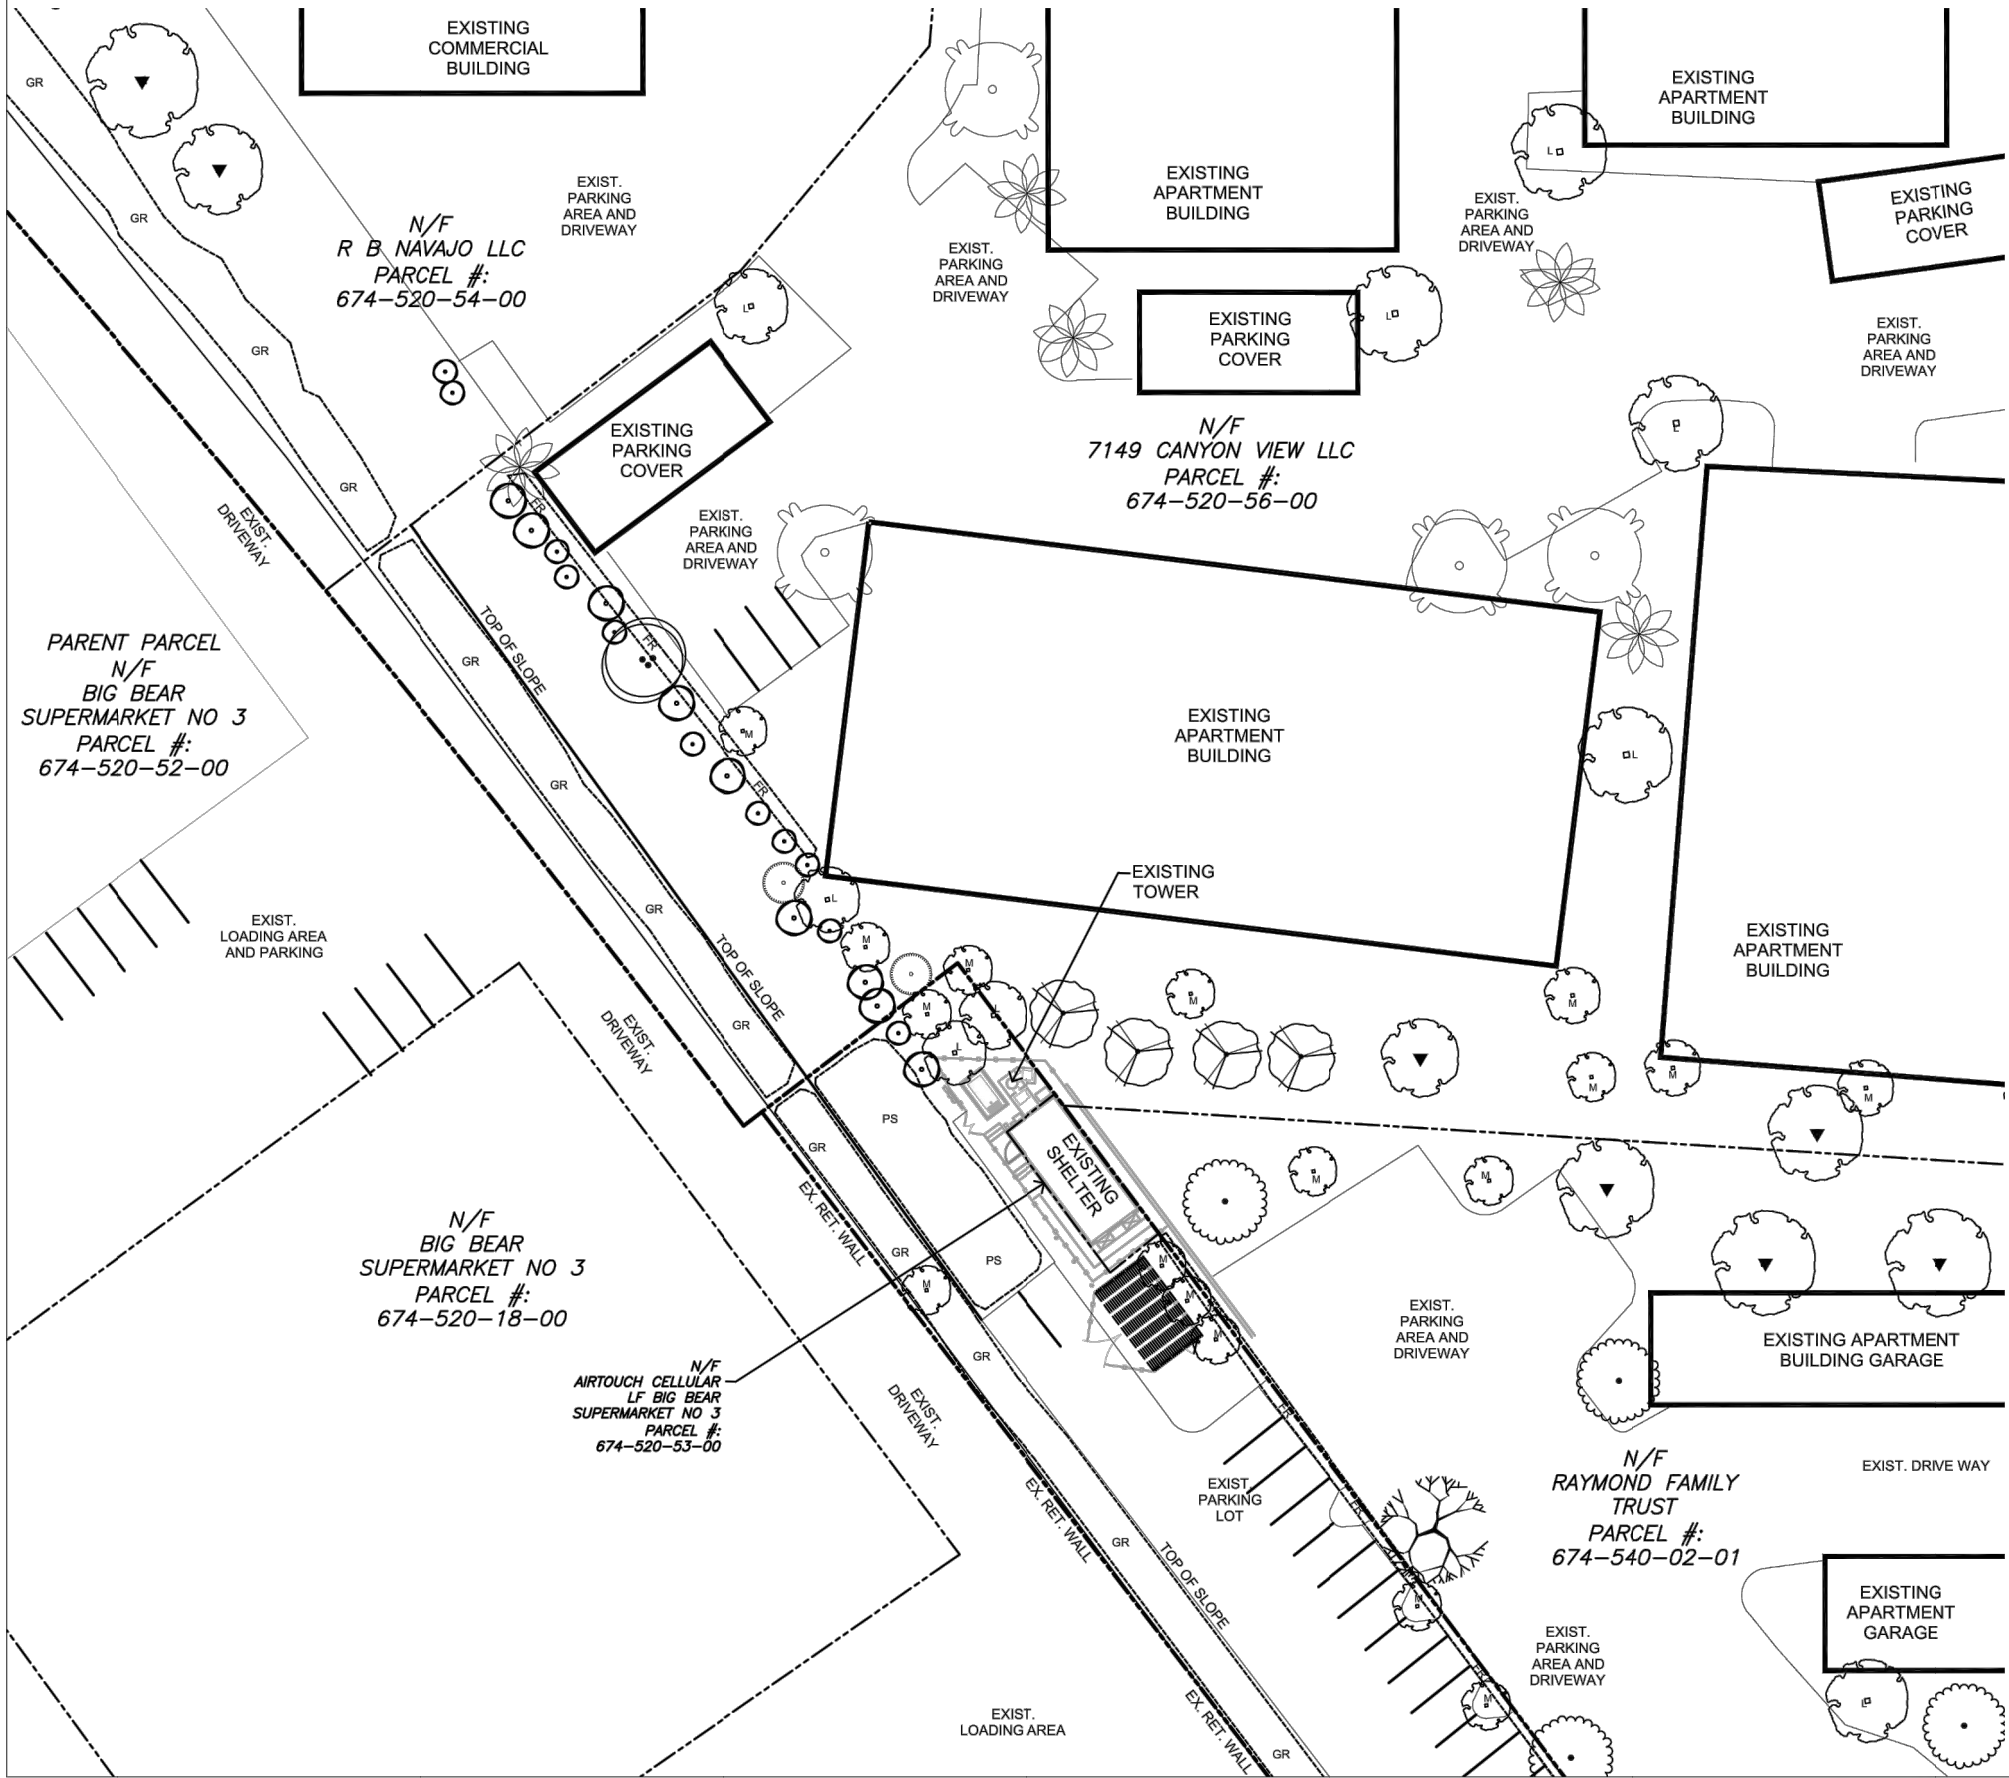 EXISTING
COMMERCIAL
BUILDING
EXISTING
APARTMENT
BUILDING
EXISTING
APARTMENT
BUILDING
EXISTING
PARKING
COVER
GR
GR
GR
GR
EXIST.
PARKING
AREA AND
DRIVEWAY
N/F
R B NAVAJO LLC
PARCEL #:
674-520-54-00
EXIST.
PARKING
AREA AND
DRIVEWAY
EXIST.
PARKING
AREA AND
DRIVEWAY
L
L
L
L
EXISTING
PARKING
COVER
EXIST.
PARKING
AREA AND
DRIVEWAY
EXISTING
PARKING
COVER
N/F
7149 CANYON VIEW LLC
PARCEL #:
674-520-56-00
EXIST.
DRIVEWAY
FR
EXIST.
PARKING
AREA AND
DRIVEWAY
PARENT PARCEL
N/F
BIG BEAR
SUPERMARKET NO 3
PARCEL #:
674-520-52-00
TOP OF SLOPE
GR
FR
M
FR
GR
EXISTING
APARTMENT
BUILDING
L
EXISTING
TOWER
L
GR
EXIST.
LOADING AREA
AND PARKING
TOP OF SLOPE
M
M
M
L
L
GR
EXIST.
DRIVEWAY
EXISTING
APARTMENT
BUILDING
M
M
M
M
M
PS
GR
EXISTING
SHELTER
M
M
EX. RET. WALL
N/F
BIG BEAR
SUPERMARKET NO 3
PARCEL #:
674-520-18-00
GR
PS
M
M
M
M
N/F
AIRTOUCH CELLULAR
LF BIG BEAR
SUPERMARKET NO 3
PARCEL #:
674-520-53-00
GR
EXIST.
DRIVEWAY
EXIST.
PARKING
AREA AND
DRIVEWAY
EXISTING APARTMENT
BUILDING GARAGE
FR
EXIST.
PARKING
LOT
FR
N/F
RAYMOND FAMILY
TRUST
PARCEL #:
674-540-02-01
EXIST. DRIVE WAY
EX. RET. WALL
GR
TOP OF SLOPE
M
EXISTING
APARTMENT
GARAGE
EXIST.
PARKING
AREA AND
DRIVEWAY
FR
M
L
EXIST.
LOADING AREA
EX. RET. WALL
GR